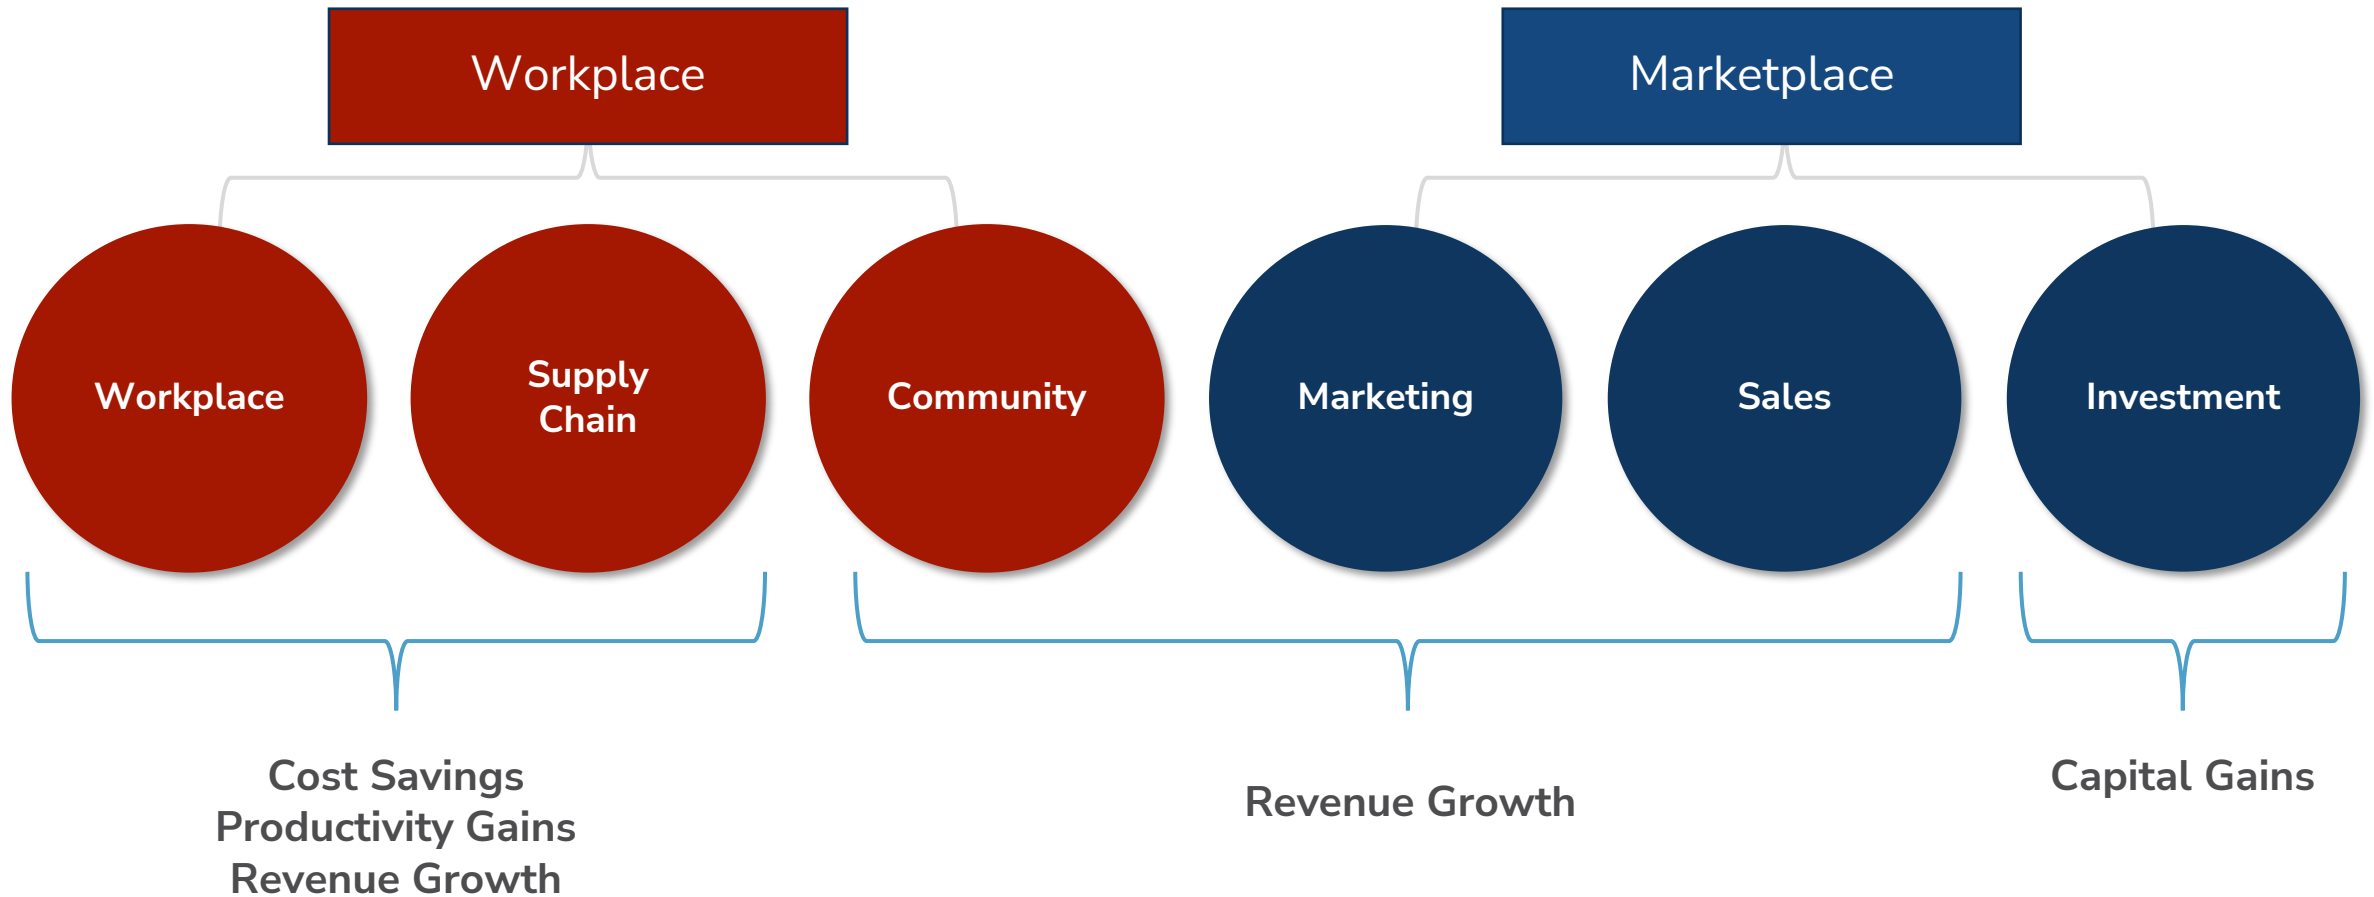 Workplace
Marketplace
Workplace
Supply
Chain
Community
Marketing
Sales
Investment
Cost Savings
Productivity Gains
Revenue Growth
Revenue Growth
Capital Gains